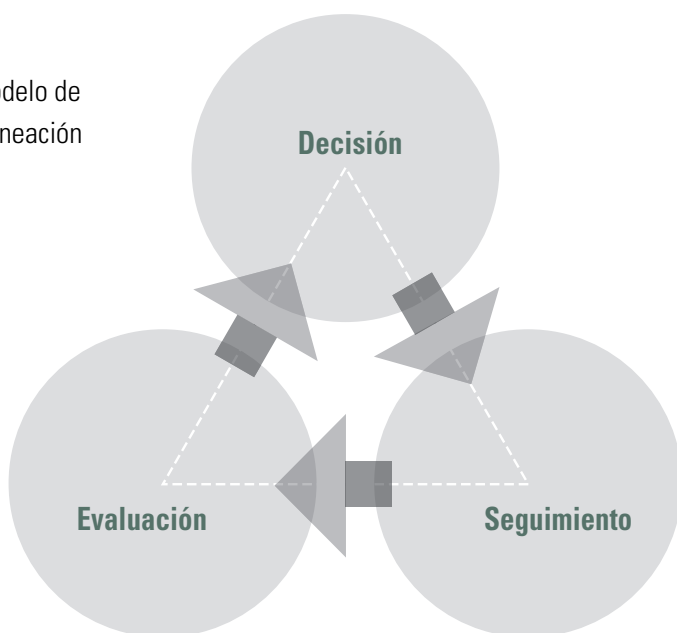 odelo de
neación
Decisión
Evaluación
Seguimiento